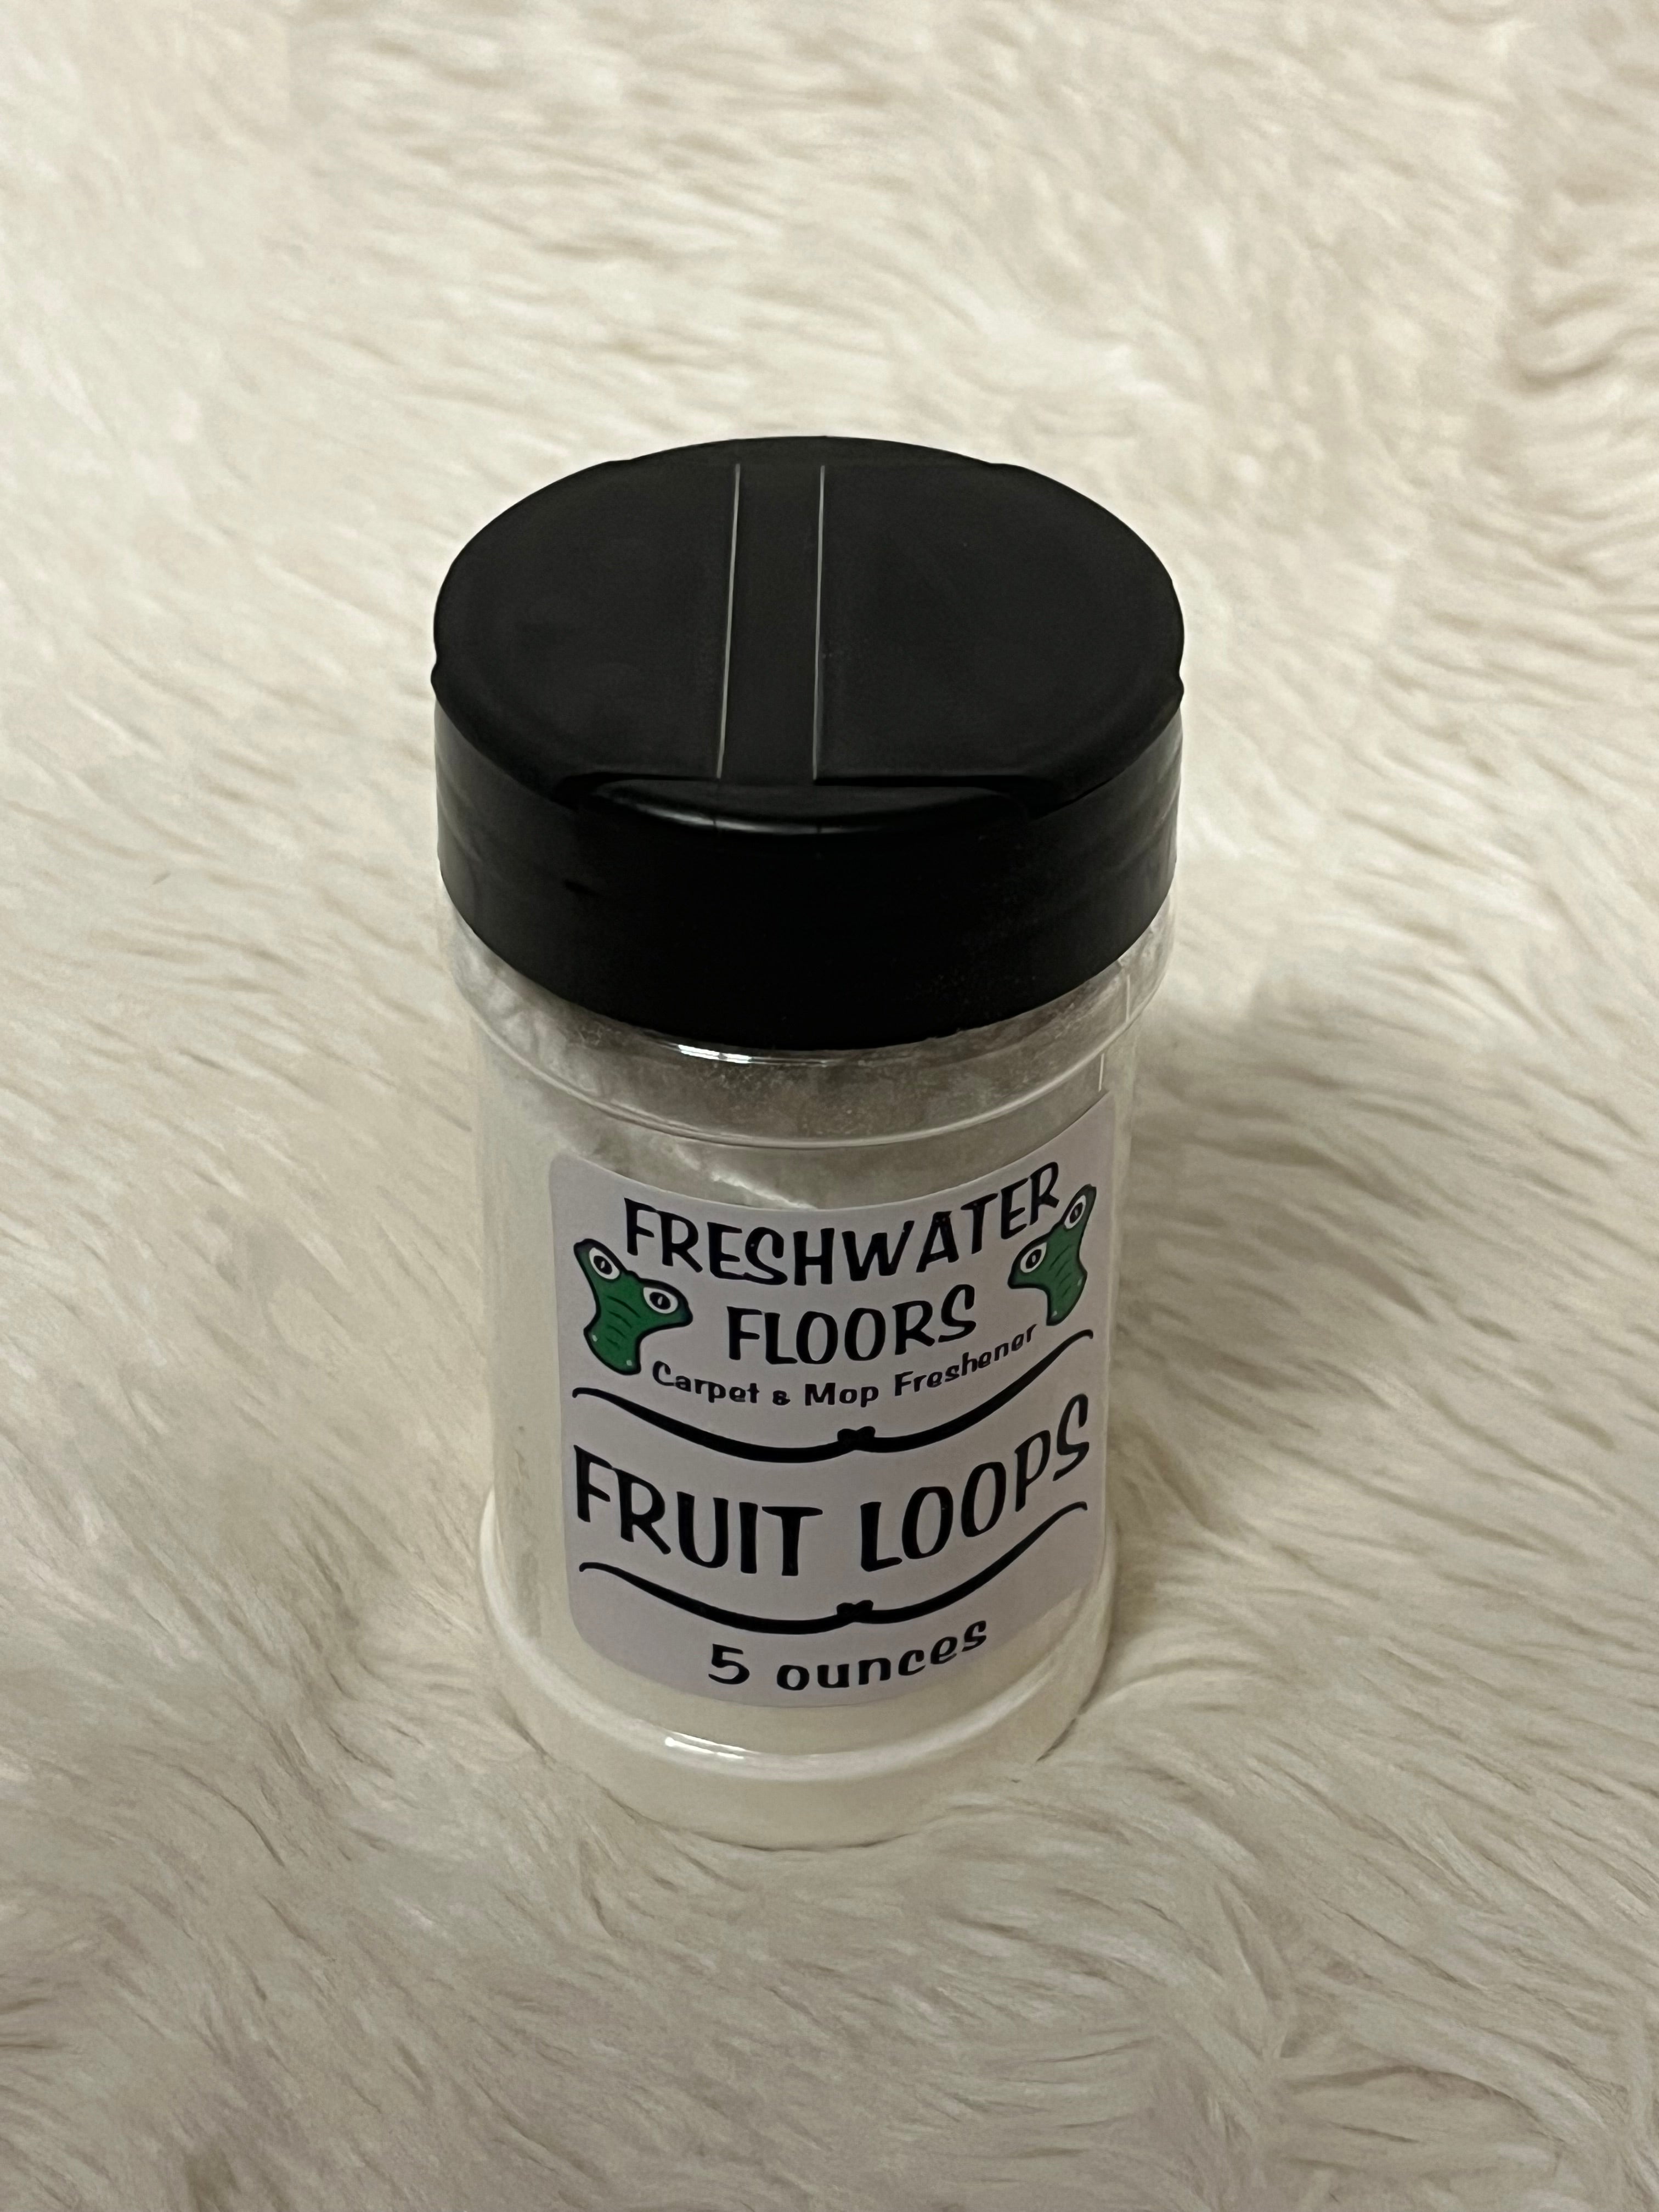 FRESHWATER
FLOORS
Carpet & Mop Freshener
FRUIT LOOPS
5 ounces